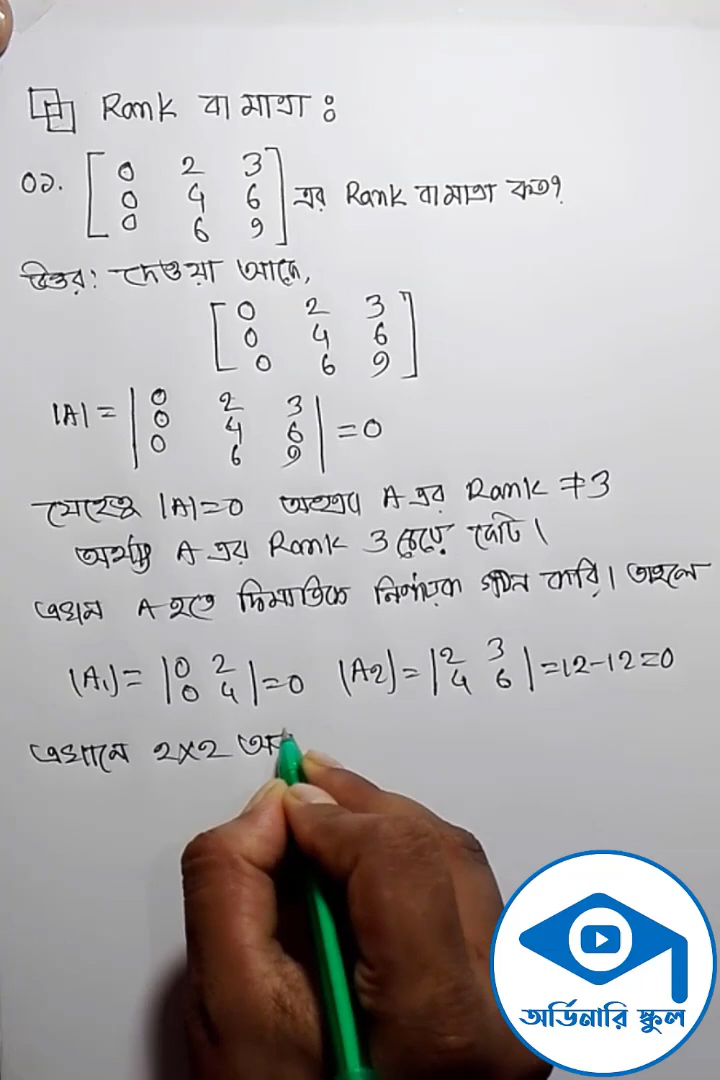 Rank বা মাত্রা :
০১. [0 2 3
0 4 6
0 6 9] এর Rank বা মাত্রা কত?
উত্তর: দেওয়া আছে,
[0 2 3
0 4 6
0 6 9]
|A| = |0 2 3
0 4 6
0 6 9| = 0
যেহেতু |A|=0 অতএব A এর Rank ≠ 3
অর্থাৎ A এর Rank 3 ছোট।
এখন A হতে দিমাত্রিক নির্ণায়ক গঠন করি। তাহলে
|A₁| = |0 2
0 4| = 0 |A2| = |2 3
4 6| = 12-12=0
এখানে 2×2
অর্ডিনারি স্কুল